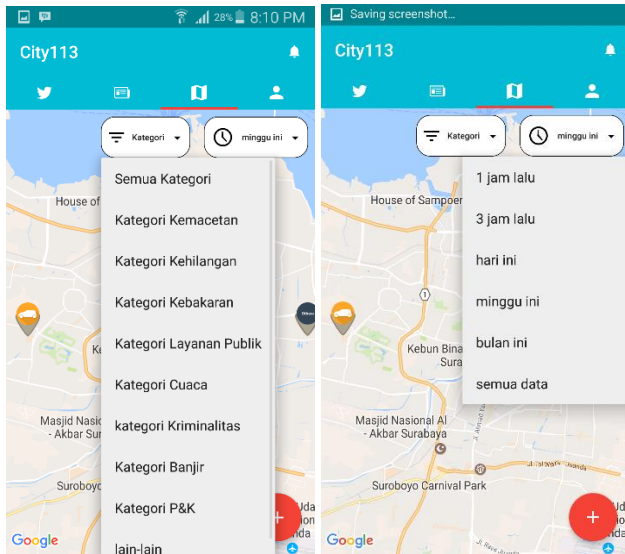 28% 8:10 PM
City113
Kategori
minggu ini
Semua Kategori
House of
Kategori Kemacetan
Kategori Kehilangan
Kategori Kebakaran
Kategori Layanan Publik
Kategori Cuaca
Masjid Nasio
- Akbar Sur
kategori Kriminalitas
Kategori Banjir
Suroboyo
Kategori P&K
lain-lain
Google
Saving screenshot...
City113
Kategori
minggu ini
1 jam lalu
House of Sampoer
3 jam lalu
hari ini
1
minggu ini
Kebun Bina
Sura
bulan ini
semua data
Masjid Nasional Al
- Akbar Surabaya
Suroboyo Carnival Park
+
Google